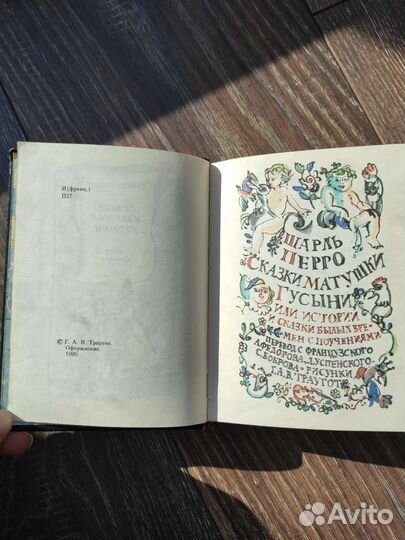 И(франц.)
П27
© Г. А. В. Траугот.
Оформление.
1990.
ШАРЛЬ
ПЕРРО
СКАЗКИ МАТУШКИ
ГУСЫНИ
ИЛИ ИСТОРИИ
И СКАЗКИ БЫЛЫХ ВРЕ-
МЕН С ПОУЧЕНИЯМИ
ПЕРЕВОД С ФРАНЦУЗСКОГО
А.ФЕДОРОВА, Л.УСПЕНСКОГО,
С.БОБРОВА • РИСУНКИ
Г.А.В.ТРАУГОТ
Avito